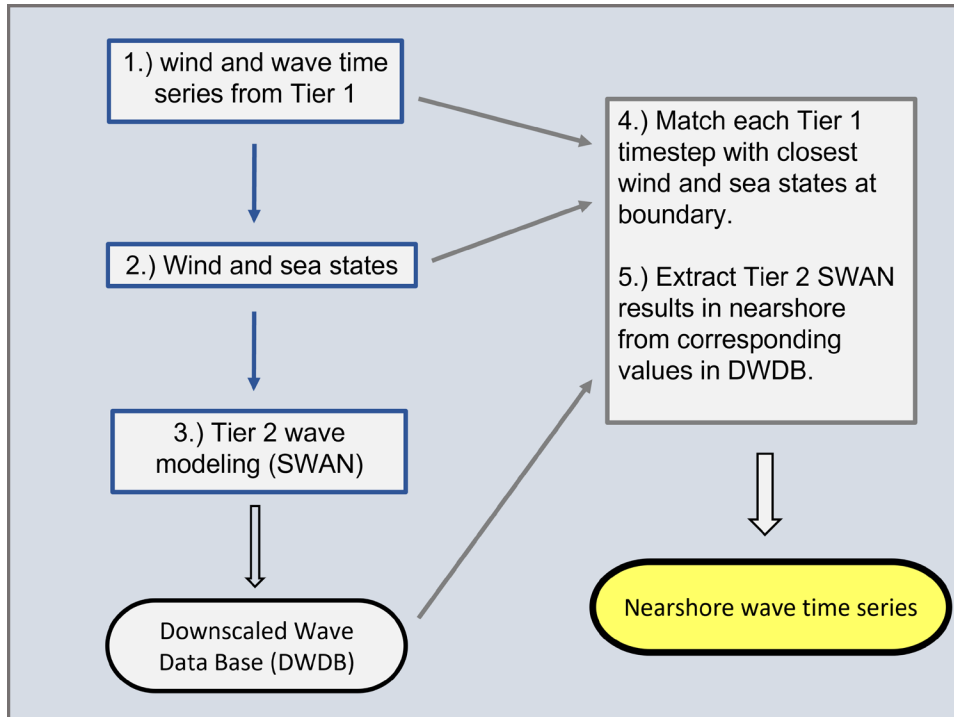 1.) wind and wave time
series from Tier 1
2.) Wind and sea states
3.) Tier 2 wave
modeling (SWAN)
Downscaled Wave
Data Base (DWDB)
4.) Match each Tier 1
timestep with closest
wind and sea states at
boundary.
5.) Extract Tier 2 SWAN
results in nearshore
from corresponding
values in DWDB.
Nearshore wave time series